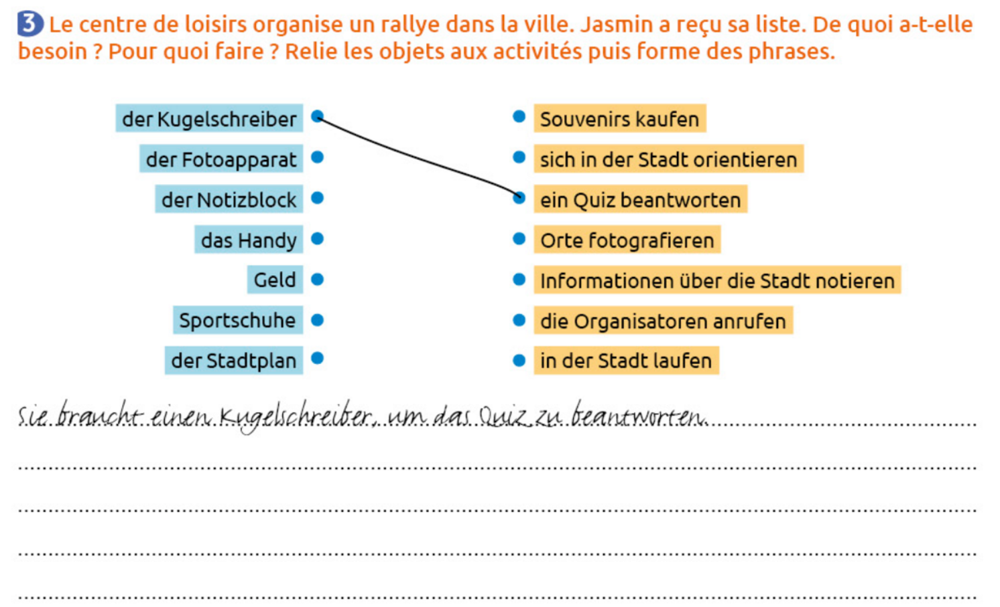 3 Le centre de loisirs organise un rallye dans la ville. Jasmin a reçu sa liste. De quoi a-t-elle
besoin ? Pour quoi faire ? Relie les objets aux activités puis forme des phrases.
der Kugelschreiber
Souvenirs kaufen
der Fotoapparat
sich in der Stadt orientieren
der Notizblock
ein Quiz beantworten
das Handy
Orte fotografieren
Geld
Informationen über die Stadt notieren
Sportschuhe
die Organisatoren anrufen
der Stadtplan
in der Stadt laufen
Sie braucht einen Kugelschreiber, um das Quiz zu beantworten.